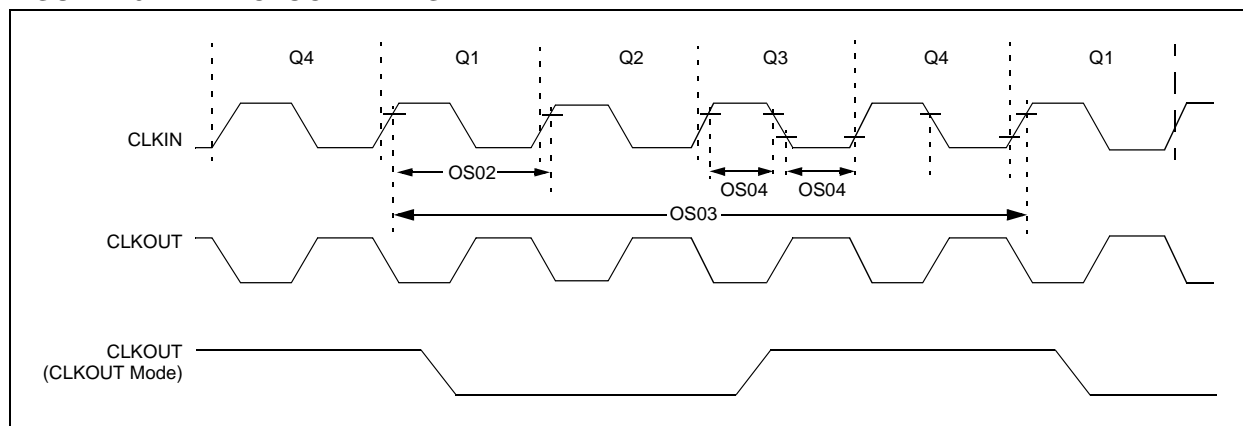 Q4 Q1 Q2 Q3 Q4 Q1
CLKIN
OS02
OS04 OS04
OS03
CLKOUT
CLKOUT
(CLKOUT Mode)